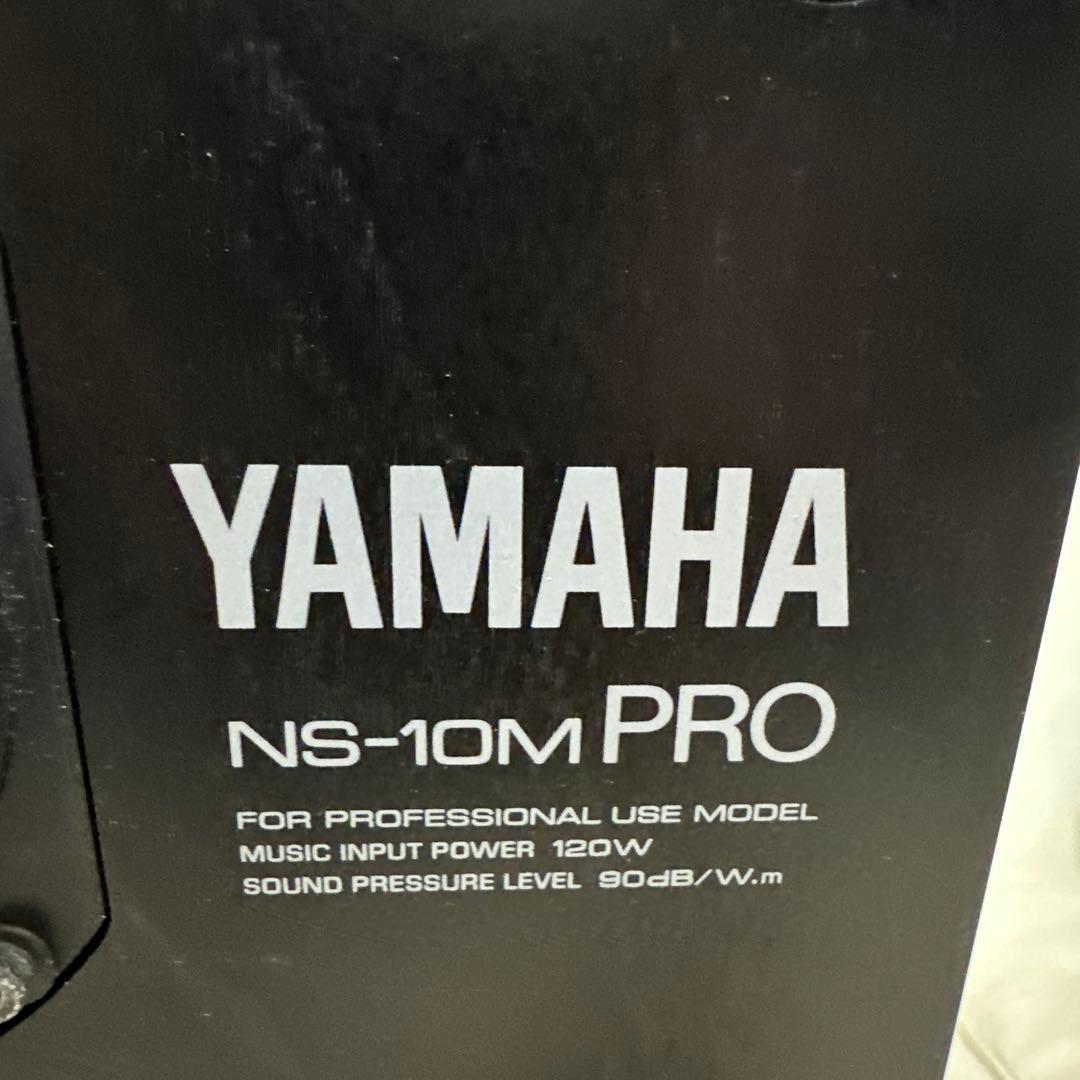 YAMAHA
NS-10M PRO
FOR PROFESSIONAL USE MODEL
MUSIC INPUT POWER 120W
SOUND PRESSURE LEVEL 90dB/W.m